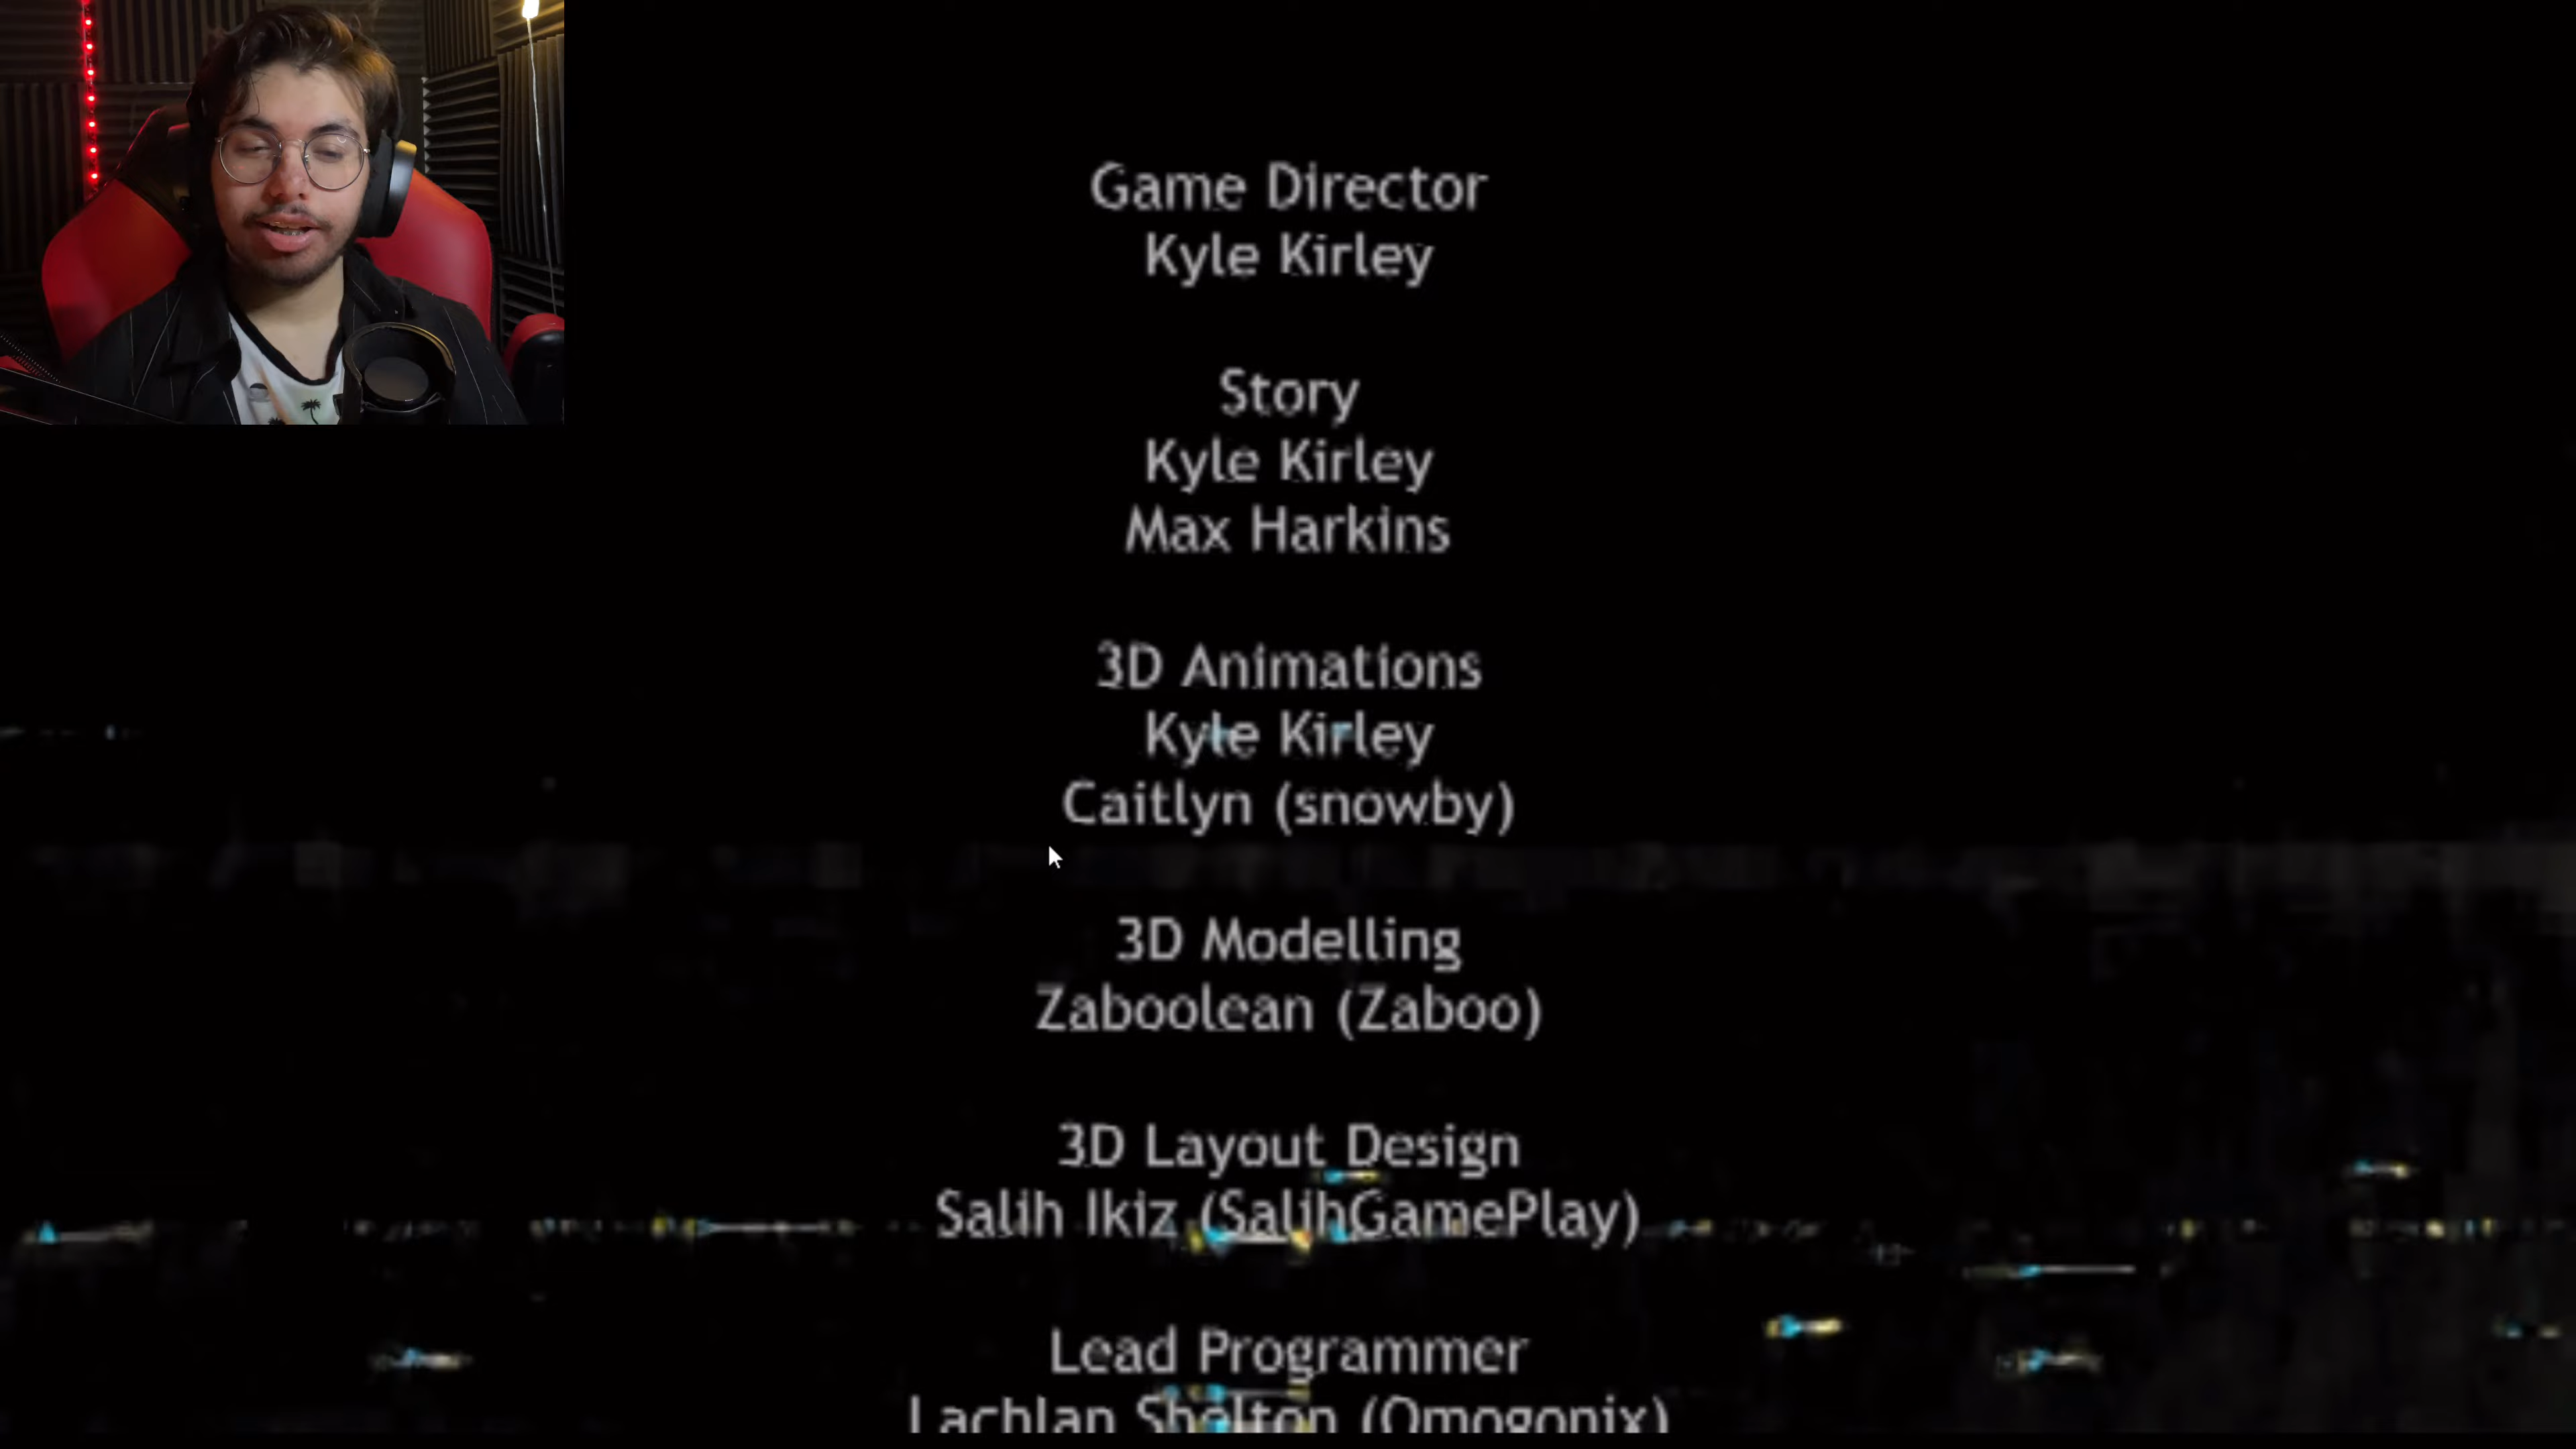 Game Director
Kyle Kirley
Story
Kyle Kirley
Max Harkins
3D Animations
Kyle Kirley
Caitlyn (snowby)
3D Modelling
Zaboolean (Zaboo)
3D Layout Design
Salih Ikiz (SalihGamePlay)
Lead Programmer
Lachlan Shelton (Omogonix)